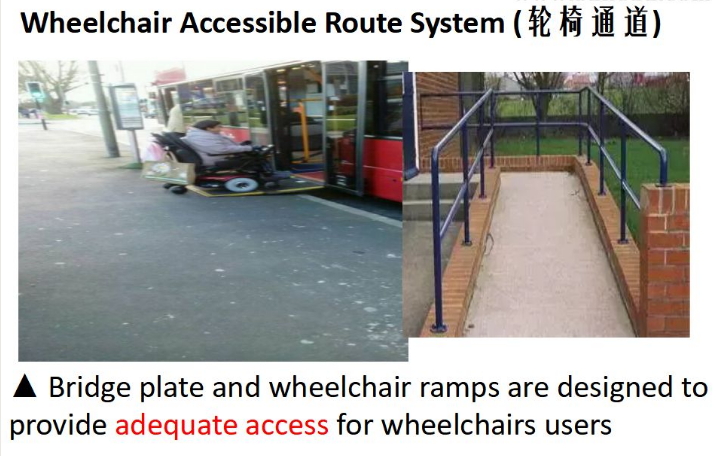 Wheelchair Accessible Route System (轮椅通道)
▲ Bridge plate and wheelchair ramps are designed to
provide adequate access for wheelchairs users